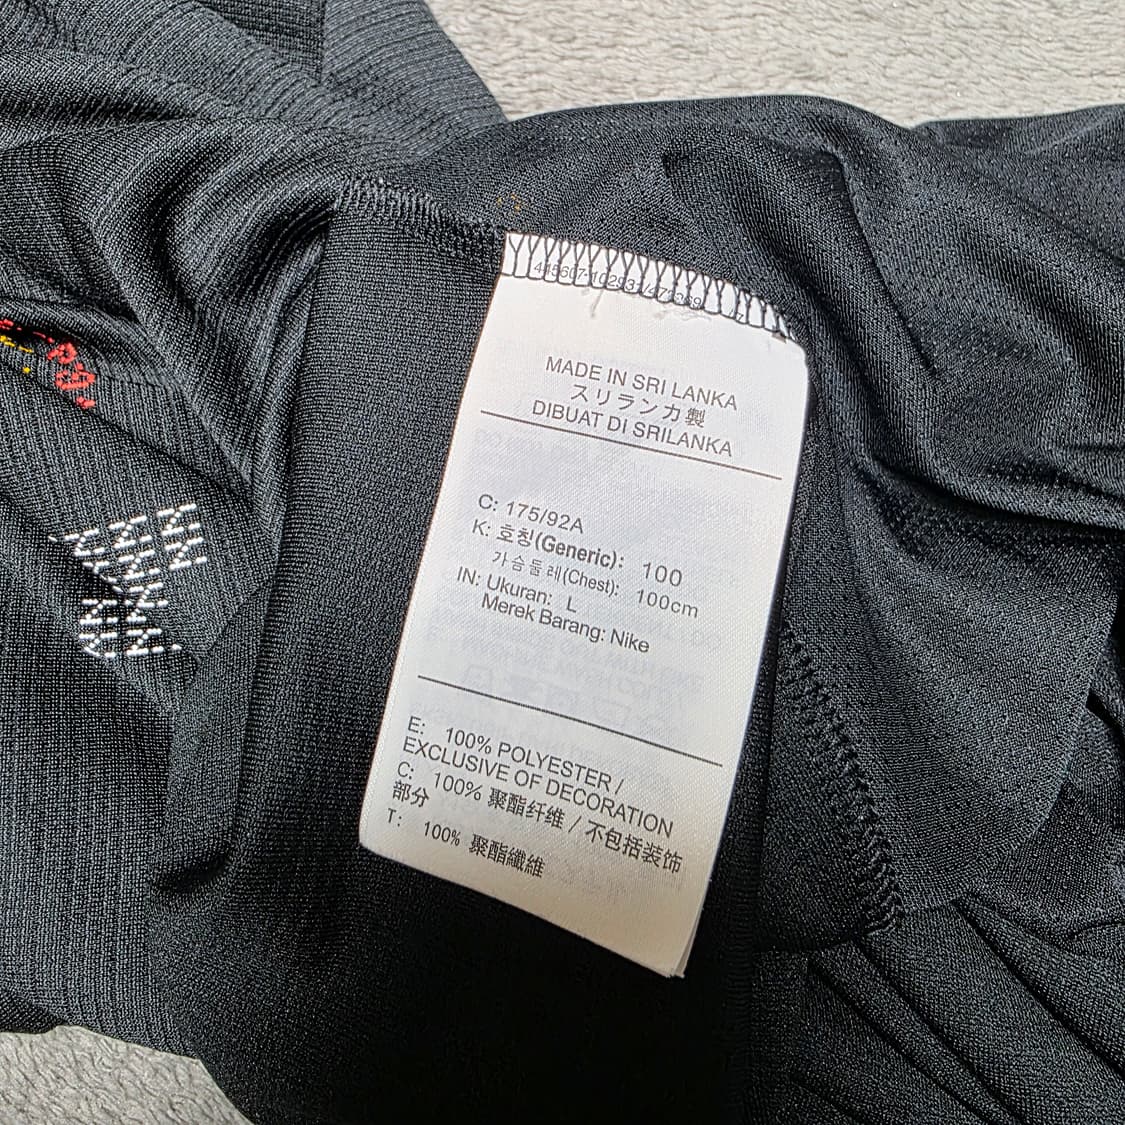 MADE IN SRI LANKA
スリランカ製
DIBUAT DI SRILANKA
C: 175/92A
K: 호칭(Generic): 100
가슴둘레(Chest): 100cm
IN: Ukuran: L
Merek Barang: Nike
E: 100% POLYESTER /
EXCLUSIVE OF DECORATION
C: 100% 聚酯纤维 / 不包括装饰
部分
T: 100% 聚酯纖維